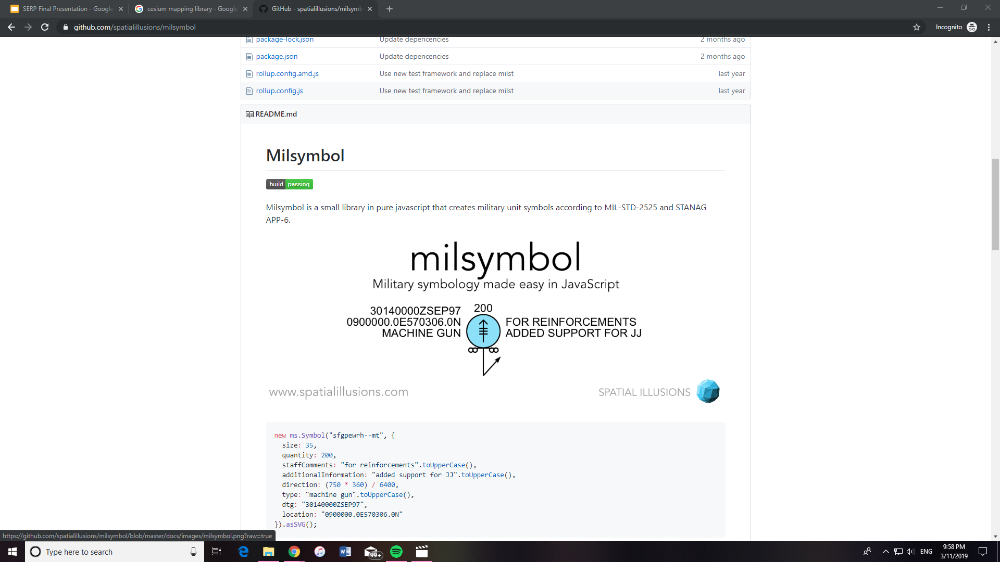 SERP Final Presentation - Google
cesium mapping library - Google
GitHub - spatialillusions/milsymb
github.com/spatialillusions/milsymbol
Incognito
package-lock.json Update depencencies 2 months ago
package.json Update depencencies 2 months ago
rollup.config.amd.js Use new test framework and replace milst last year
rollup.config.js Use new test framework and replace milst last year
README.md
Milsymbol
build passing
Milsymbol is a small library in pure javascript that creates military unit symbols according to MIL-STD-2525 and STANAG
APP-6.
milsymbol
Military symbology made easy in JavaScript
200
30140000ZSEP97
0900000.0E570306.0N FOR REINFORCEMENTS
MACHINE GUN ADDED SUPPORT FOR JJ
www.spatialillusions.com SPATIAL ILLUSIONS
new ms.Symbol("sfgpewrh--mt", {
size: 35,
quantity: 200,
staffComments: "for reinforcements".toUpperCase(),
additionalInformation: "added support for JJ".toUpperCase(),
direction: (750 * 360) / 6400,
type: "machine gun".toUpperCase(),
dtg: "30140000ZSEP97",
location: "0900000.0E570306.0N"
}).asSVG();
https://github.com/spatialillusions/milsymbol/blob/master/docs/images/milsymbol.png?raw=true
Type here to search
99+
ENG
9:58 PM
3/11/2019